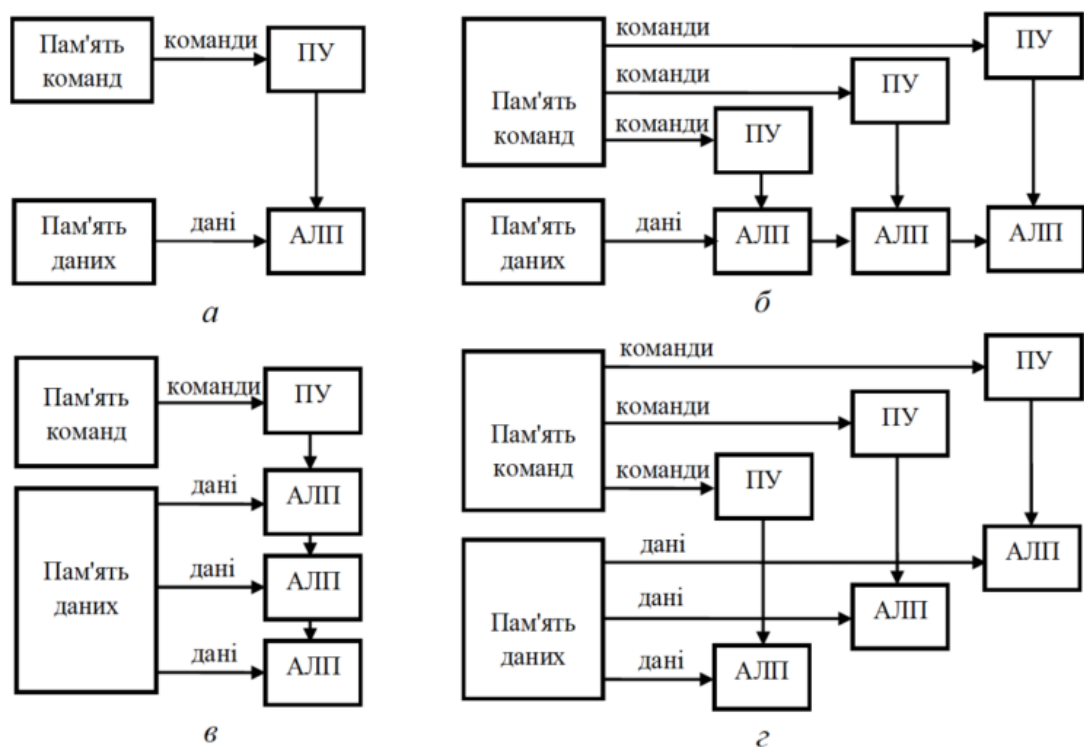 Пам'ять
команд
команди
ПУ
Пам'ять
даних
дані
АЛП
а
Пам'ять
команд
команди
команди
команди
ПУ
ПУ
ПУ
Пам'ять
даних
дані
АЛП
АЛП
АЛП
б
Пам'ять
команд
команди
ПУ
Пам'ять
даних
дані
АЛП
дані
АЛП
дані
АЛП
в
Пам'ять
команд
команди
ПУ
команди
ПУ
команди
ПУ
Пам'ять
даних
дані
АЛП
дані
АЛП
дані
АЛП
г